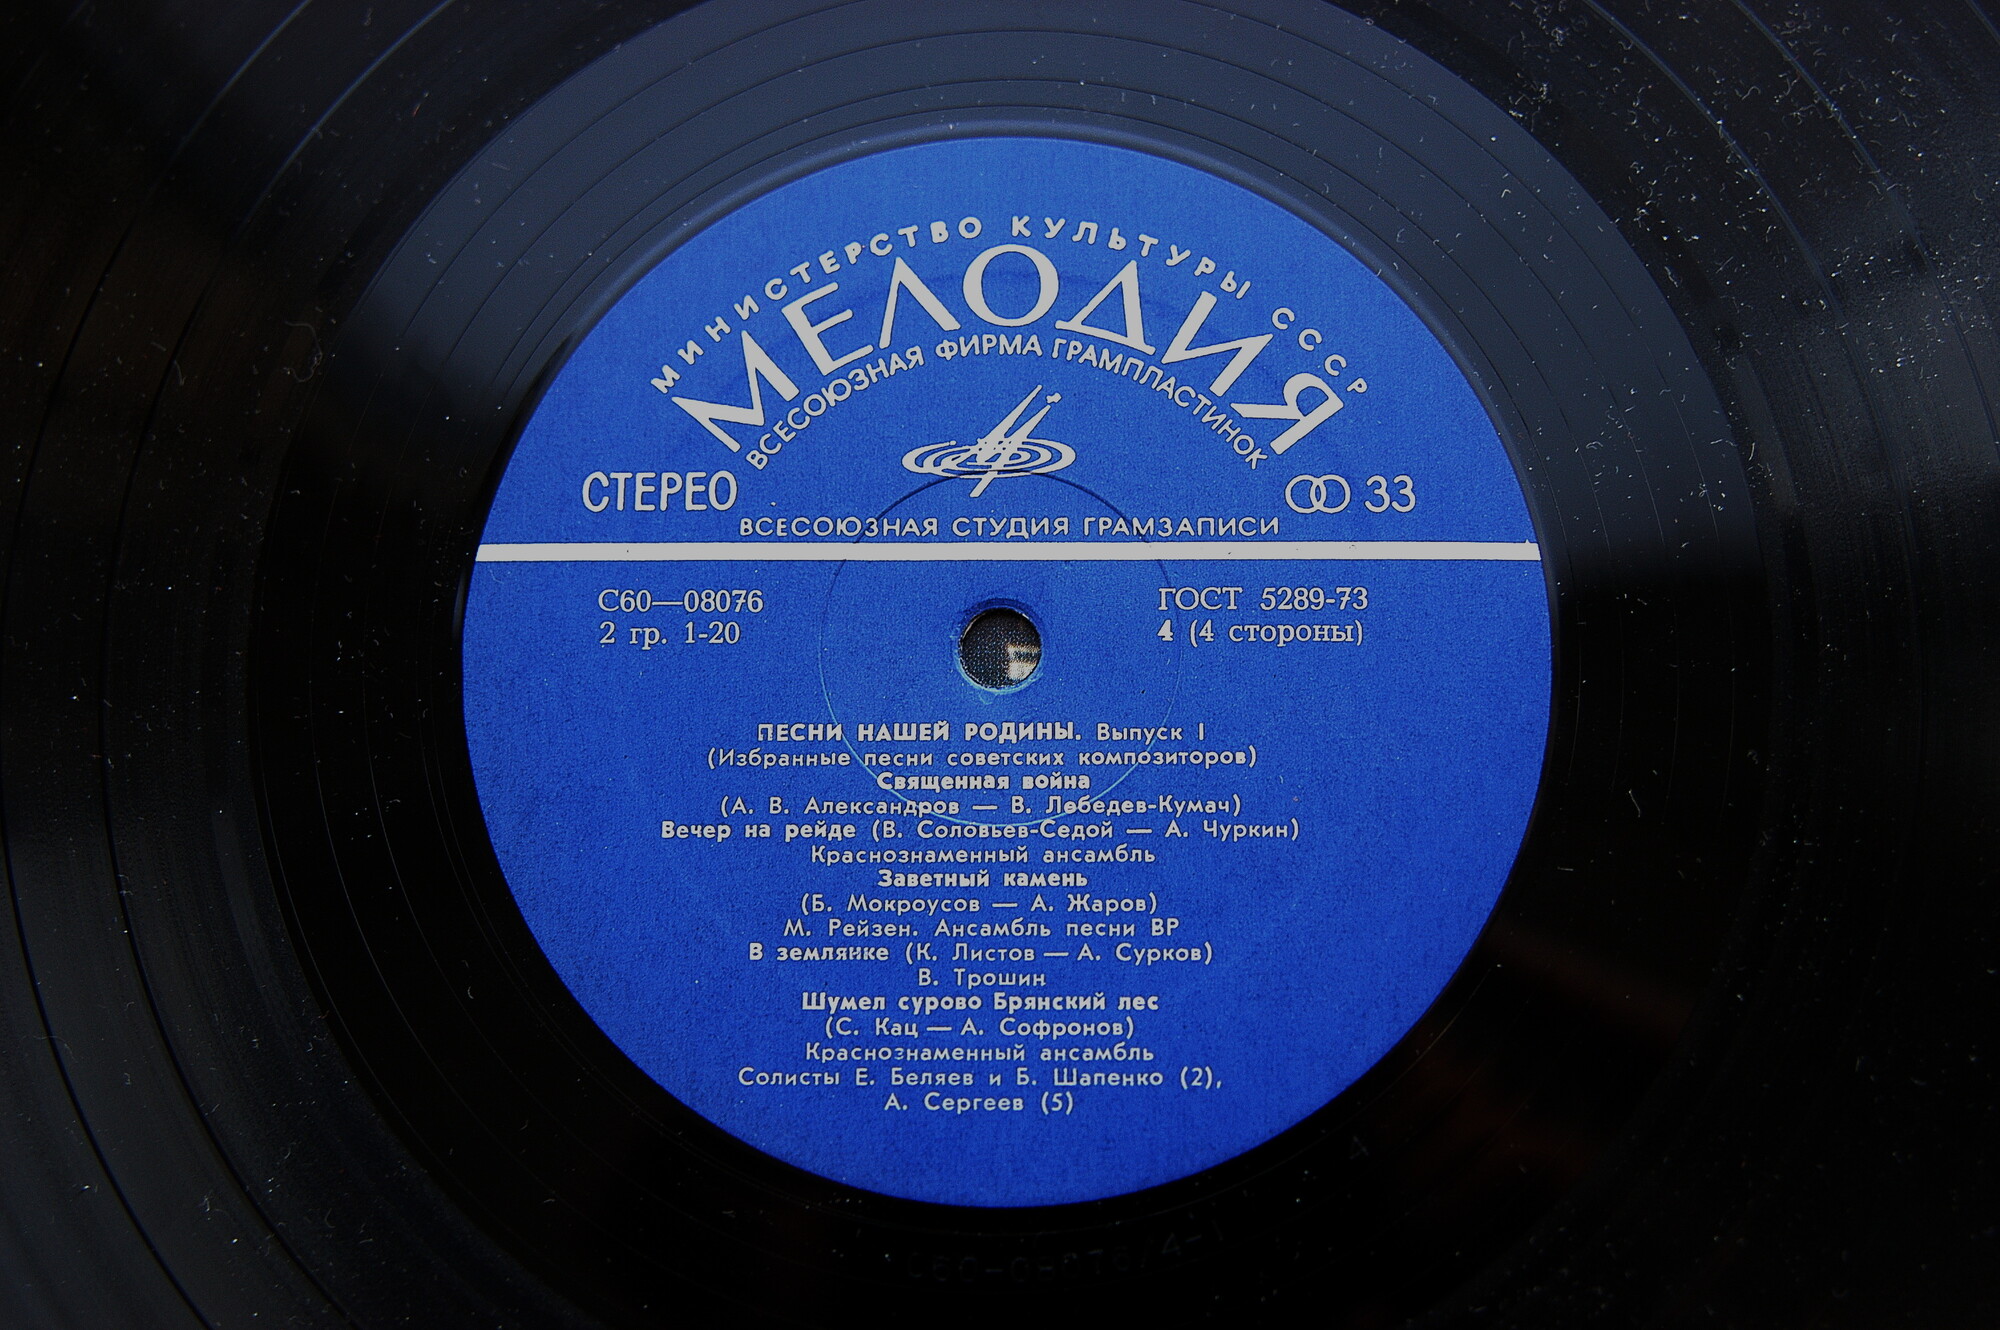 МИНИСТЕРСТВО КУЛЬТУРЫ СССР
МЕЛОДИЯ
ВСЕСОЮЗНАЯ ФИРМА ГРАМПЛАСТИНОК
СТЕРЕО
33
ВСЕСОЮЗНАЯ СТУДИЯ ГРАМЗАПИСИ
С60—08076
ГОСТ 5289-73
2 гр. 1-20
4 (4 стороны)
ПЕСНИ НАШЕЙ РОДИНЫ. Выпуск I
(Избранные песни советских композиторов)
Священная война
(А. В. Александров — В. Лебедев-Кумач)
Вечер на рейде (В. Соловьев-Седой — А. Чуркин)
Краснознаменный ансамбль
Заветный камень
(Б. Мокроусов — А. Жаров)
М. Рейзен. Ансамбль песни ВР
В землянке (К. Листов — А. Сурков)
В. Трошин
Шумел сурово Брянский лес
(С. Кац — А. Софронов)
Краснознаменный ансамбль
Солисты Е. Беляев и Б. Шапенко (2),
А. Сергеев (5)